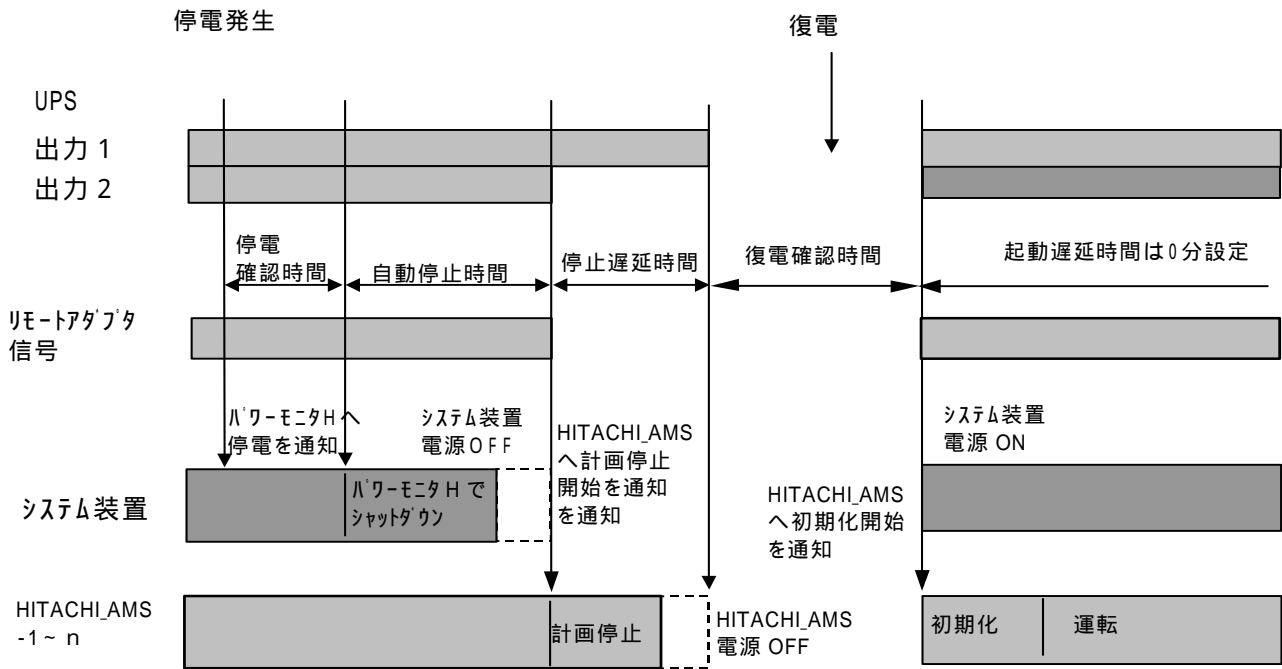 停電発生
復電
UPS
出力 1
出力 2
停電
確認時間
自動停止時間
停止遅延時間
復電確認時間
起動遅延時間は0分設定
ﾘﾓｰﾄｱﾀﾞﾌﾟﾀ
信号
ﾊﾟﾜｰﾓﾆﾀHへ
停電を通知
ｼｽﾃﾑ装置
電源OFF
HITACHI_AMS
へ計画停止
開始を通知
を通知
ｼｽﾃﾑ装置
電源 ON
ｼｽﾃﾑ装置
ﾊﾟﾜｰﾓﾆﾀ H で
ｼｬｯﾄﾀﾞｳﾝ
HITACHI_AMS
へ初期化開始
を通知
HITACHI_AMS
-1~ n
計画停止
HITACHI_AMS
電源 OFF
初期化
運転